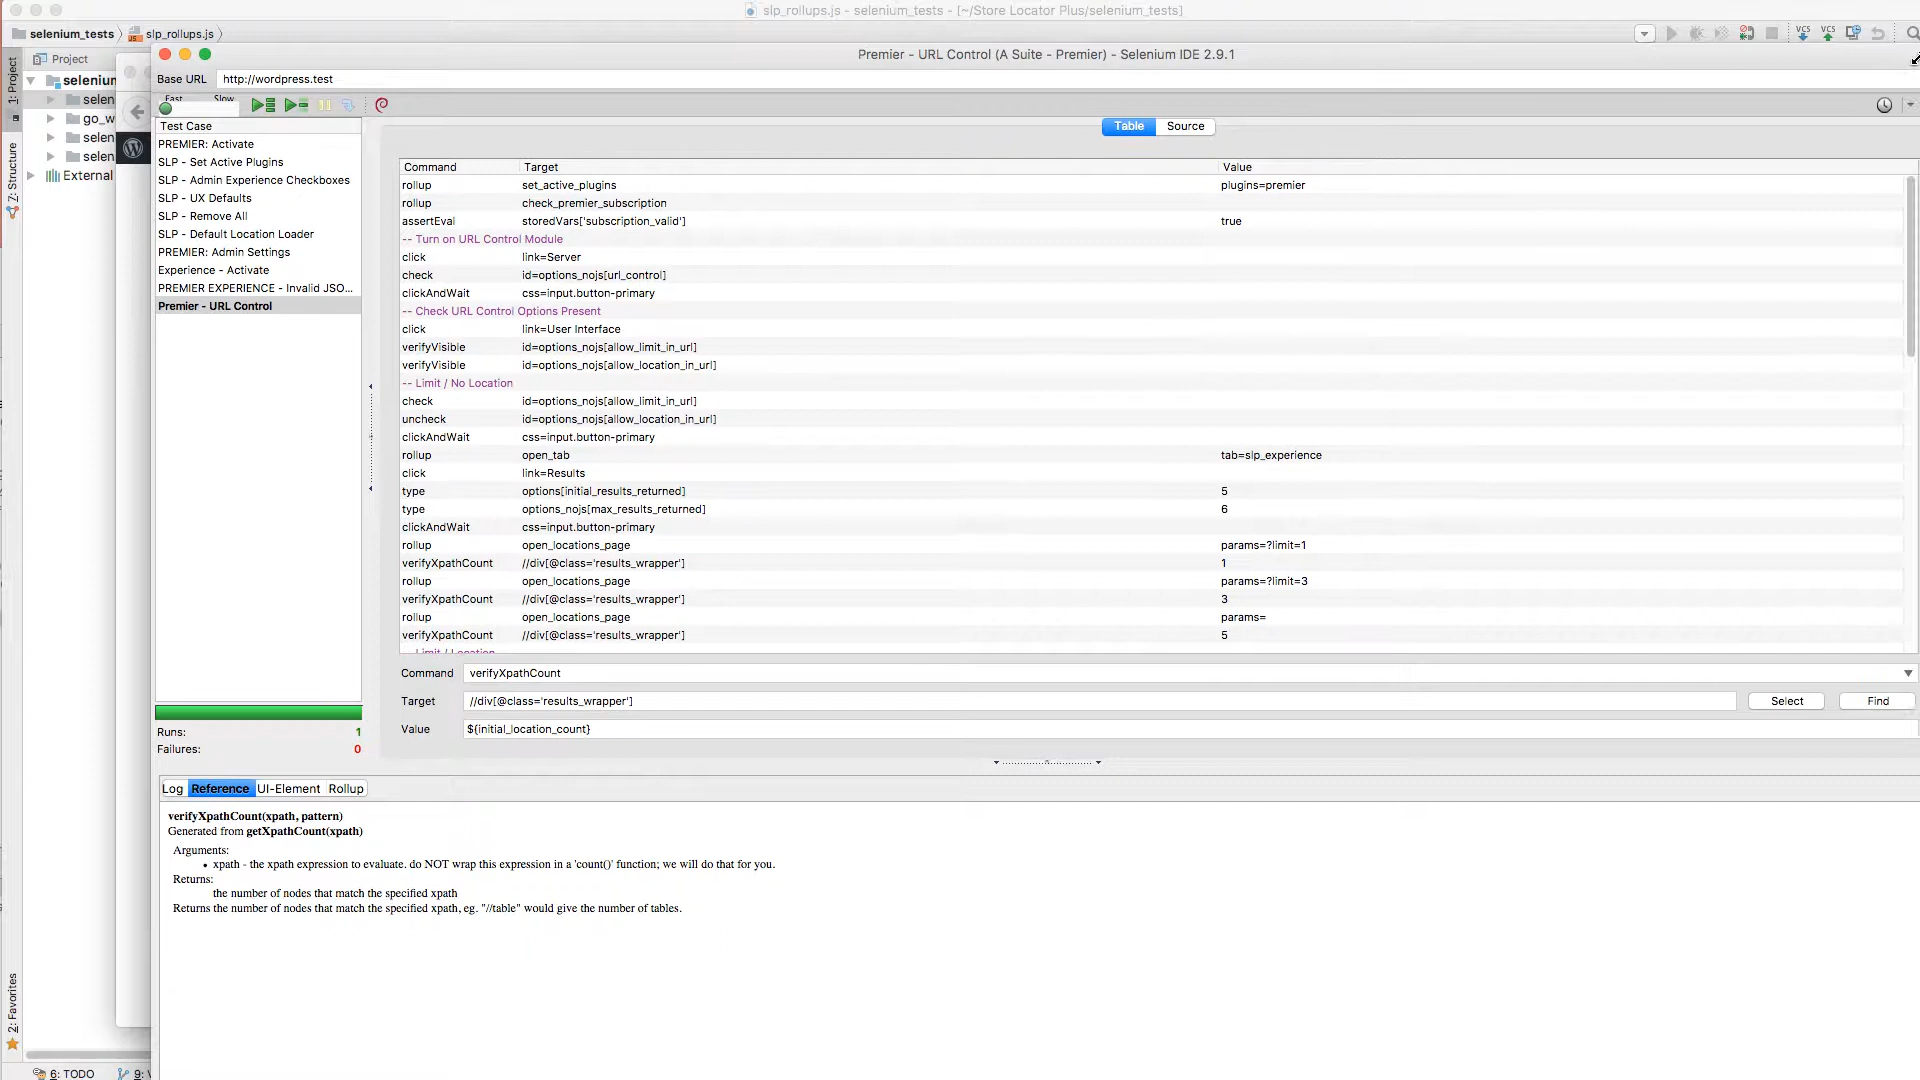 slp_rollups.js - selenium_tests - [~/Store Locator Plus/selenium_tests]
selenium_tests
slp_rollups.js
Premier - URL Control (A Suite - Premier) - Selenium IDE 2.9.1
1: Project
Project
selenium
selen
go_w
selen
selen
External
Z: Structure
2: Favorites
6: TODO
9:
Base URL http://wordpress.test
Fast Slow
Test Case
PREMIER: Activate
SLP - Set Active Plugins
SLP - Admin Experience Checkboxes
SLP - UX Defaults
SLP - Remove All
SLP - Default Location Loader
PREMIER: Admin Settings
Experience - Activate
PREMIER EXPERIENCE - Invalid JSO...
Premier - URL Control
Runs: 1
Failures: 0
Table Source
Command Target Value
rollup set_active_plugins plugins=premier
rollup check_premier_subscription
assertEval storedVars['subscription_valid'] true
-- Turn on URL Control Module
click link=Server
check id=options_nojs[url_control]
clickAndWait css=input.button-primary
-- Check URL Control Options Present
click link=User Interface
verifyVisible id=options_nojs[allow_limit_in_url]
verifyVisible id=options_nojs[allow_location_in_url]
-- Limit / No Location
check id=options_nojs[allow_limit_in_url]
uncheck id=options_nojs[allow_location_in_url]
clickAndWait css=input.button-primary
rollup open_tab tab=slp_experience
click link=Results
type options[initial_results_returned] 5
type options_nojs[max_results_returned] 6
clickAndWait css=input.button-primary
rollup open_locations_page params=?limit=1
verifyXpathCount //div[@class='results_wrapper'] 1
rollup open_locations_page params=?limit=3
verifyXpathCount //div[@class='results_wrapper'] 3
rollup open_locations_page params=
verifyXpathCount //div[@class='results_wrapper'] 5
-- Limit / Location
Command verifyXpathCount
Target //div[@class='results_wrapper'] Select Find
Value ${initial_location_count}
Log Reference UI-Element Rollup
verifyXpathCount(xpath, pattern)
Generated from getXpathCount(xpath)
Arguments:
• xpath - the xpath expression to evaluate. do NOT wrap this expression in a 'count()' function; we will do that for you.
Returns:
the number of nodes that match the specified xpath
Returns the number of nodes that match the specified xpath, eg. "//table" would give the number of tables.
VCS VCS